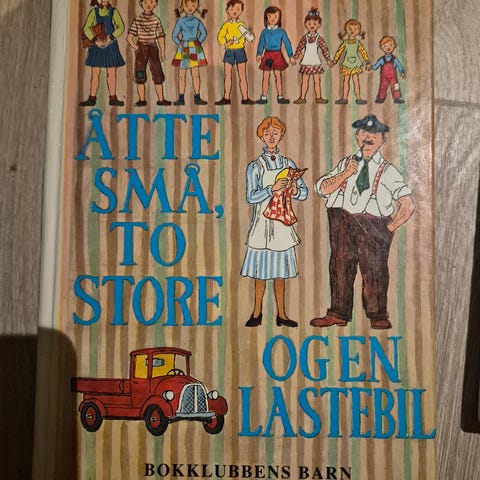 ÅTTE
SMÅ,
TO
STORE
OG EN
LASTEBIL
BOKKLUBBENS BARN